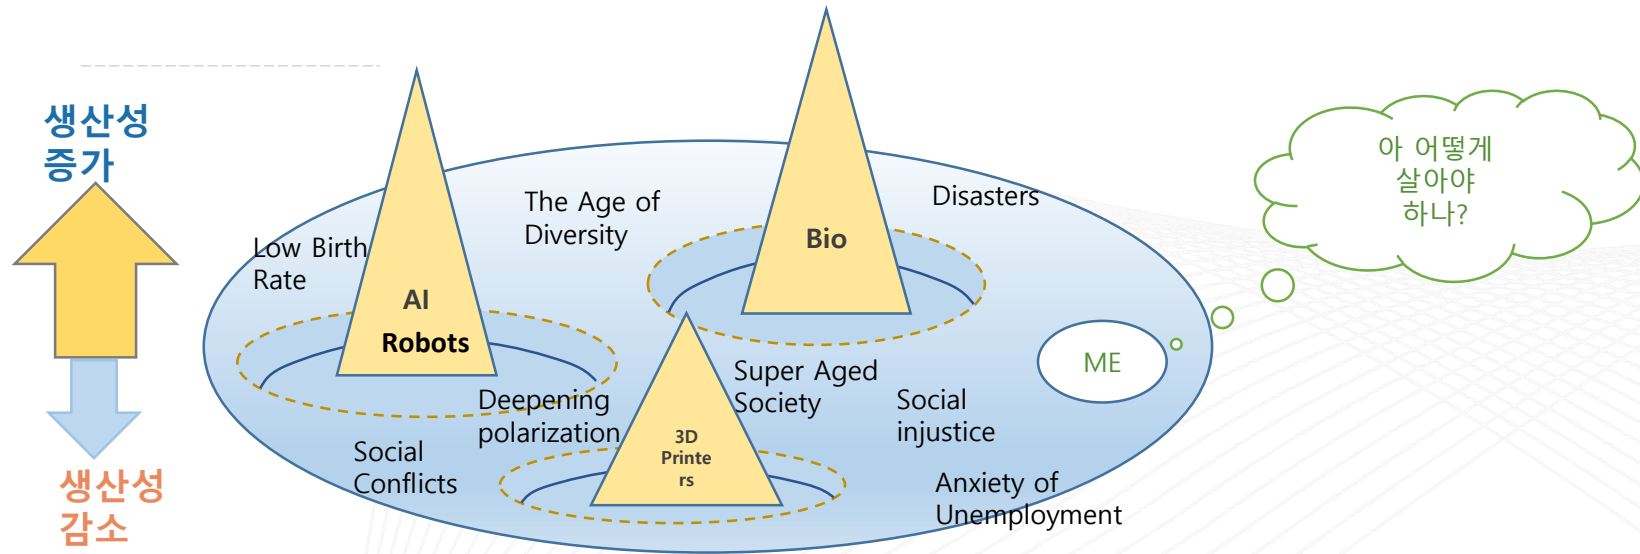 생산성
증가
생산성
감소
Low Birth
Rate
AI
Robots
The Age of
Diversity
Bio
Disasters
Deepening
polarization
Social
Conflicts
3D
Printe
rs
Super Aged
Society
Social
injustice
Anxiety of
Unemployment
ME
아 어떻게
살아야
하나?